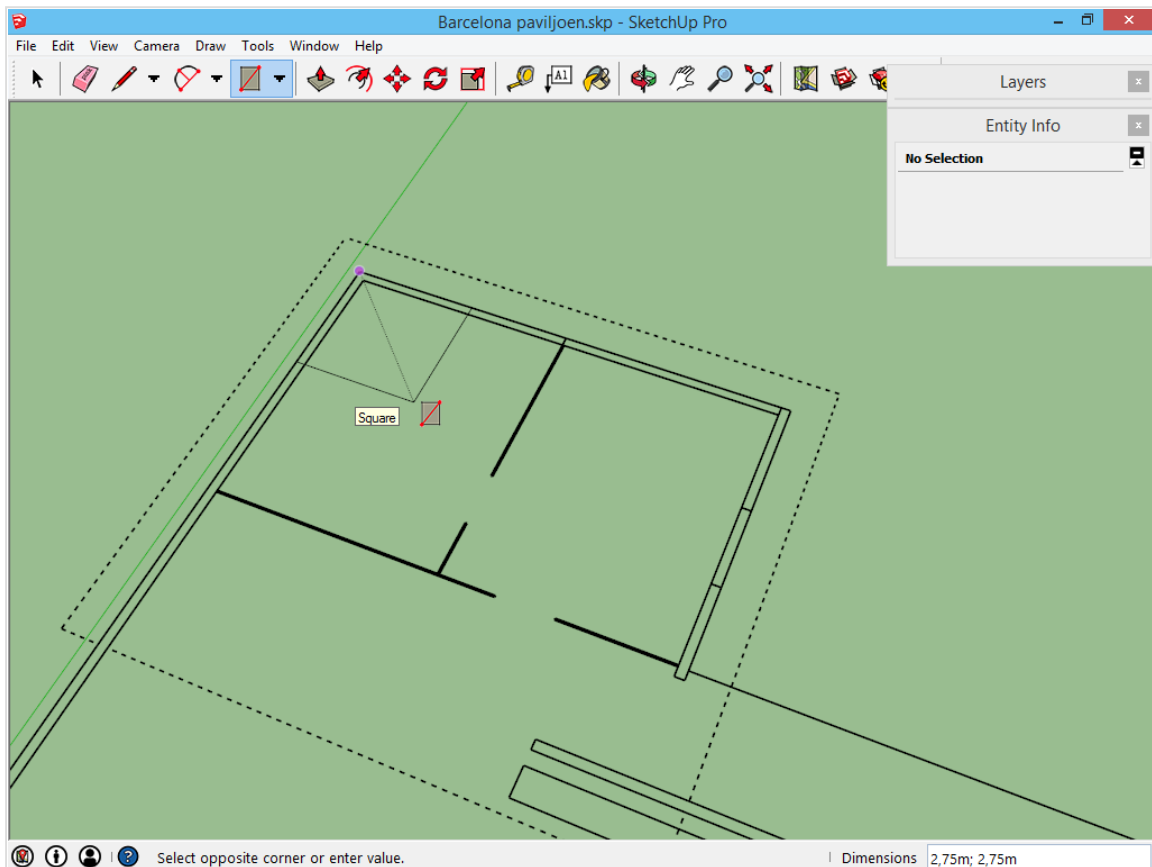 Barcelona paviljoen.skp - SketchUp Pro
File Edit View Camera Draw Tools Window Help
A1
Layers
Entity Info
No Selection
Square
Select opposite corner or enter value.
Dimensions 2,75m; 2,75m